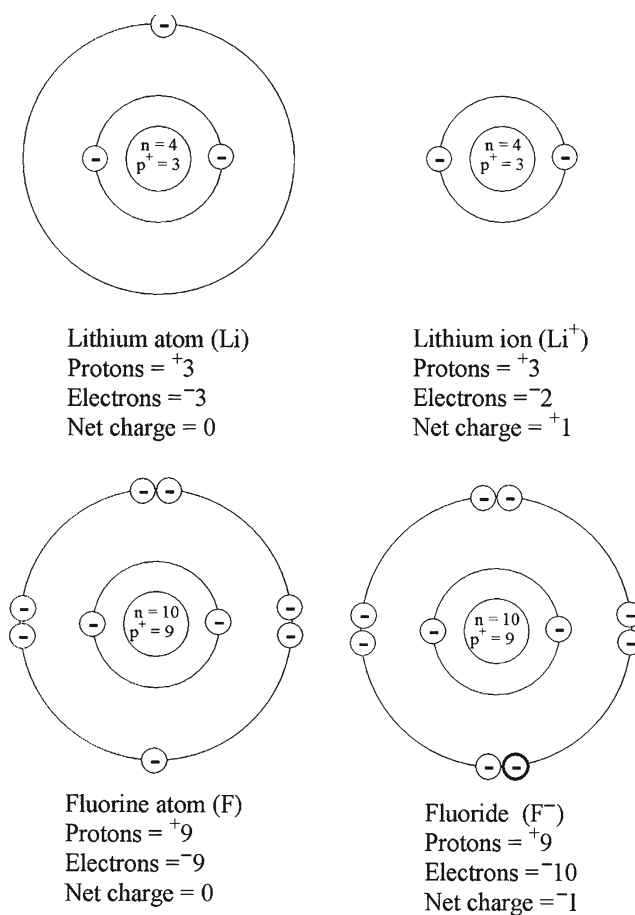 n = 4
p⁺ = 3
n = 4
p⁺ = 3
Lithium atom (Li)
Protons = ⁺3
Electrons =⁻3
Net charge = 0
Lithium ion (Li⁺)
Protons = ⁺3
Electrons =⁻2
Net charge = ⁺1
n = 10
p⁺ = 9
n = 10
p⁺ = 9
Fluorine atom (F)
Protons = ⁺9
Electrons =⁻9
Net charge = 0
Fluoride (F⁻)
Protons = ⁺9
Electrons =⁻10
Net charge =⁻1